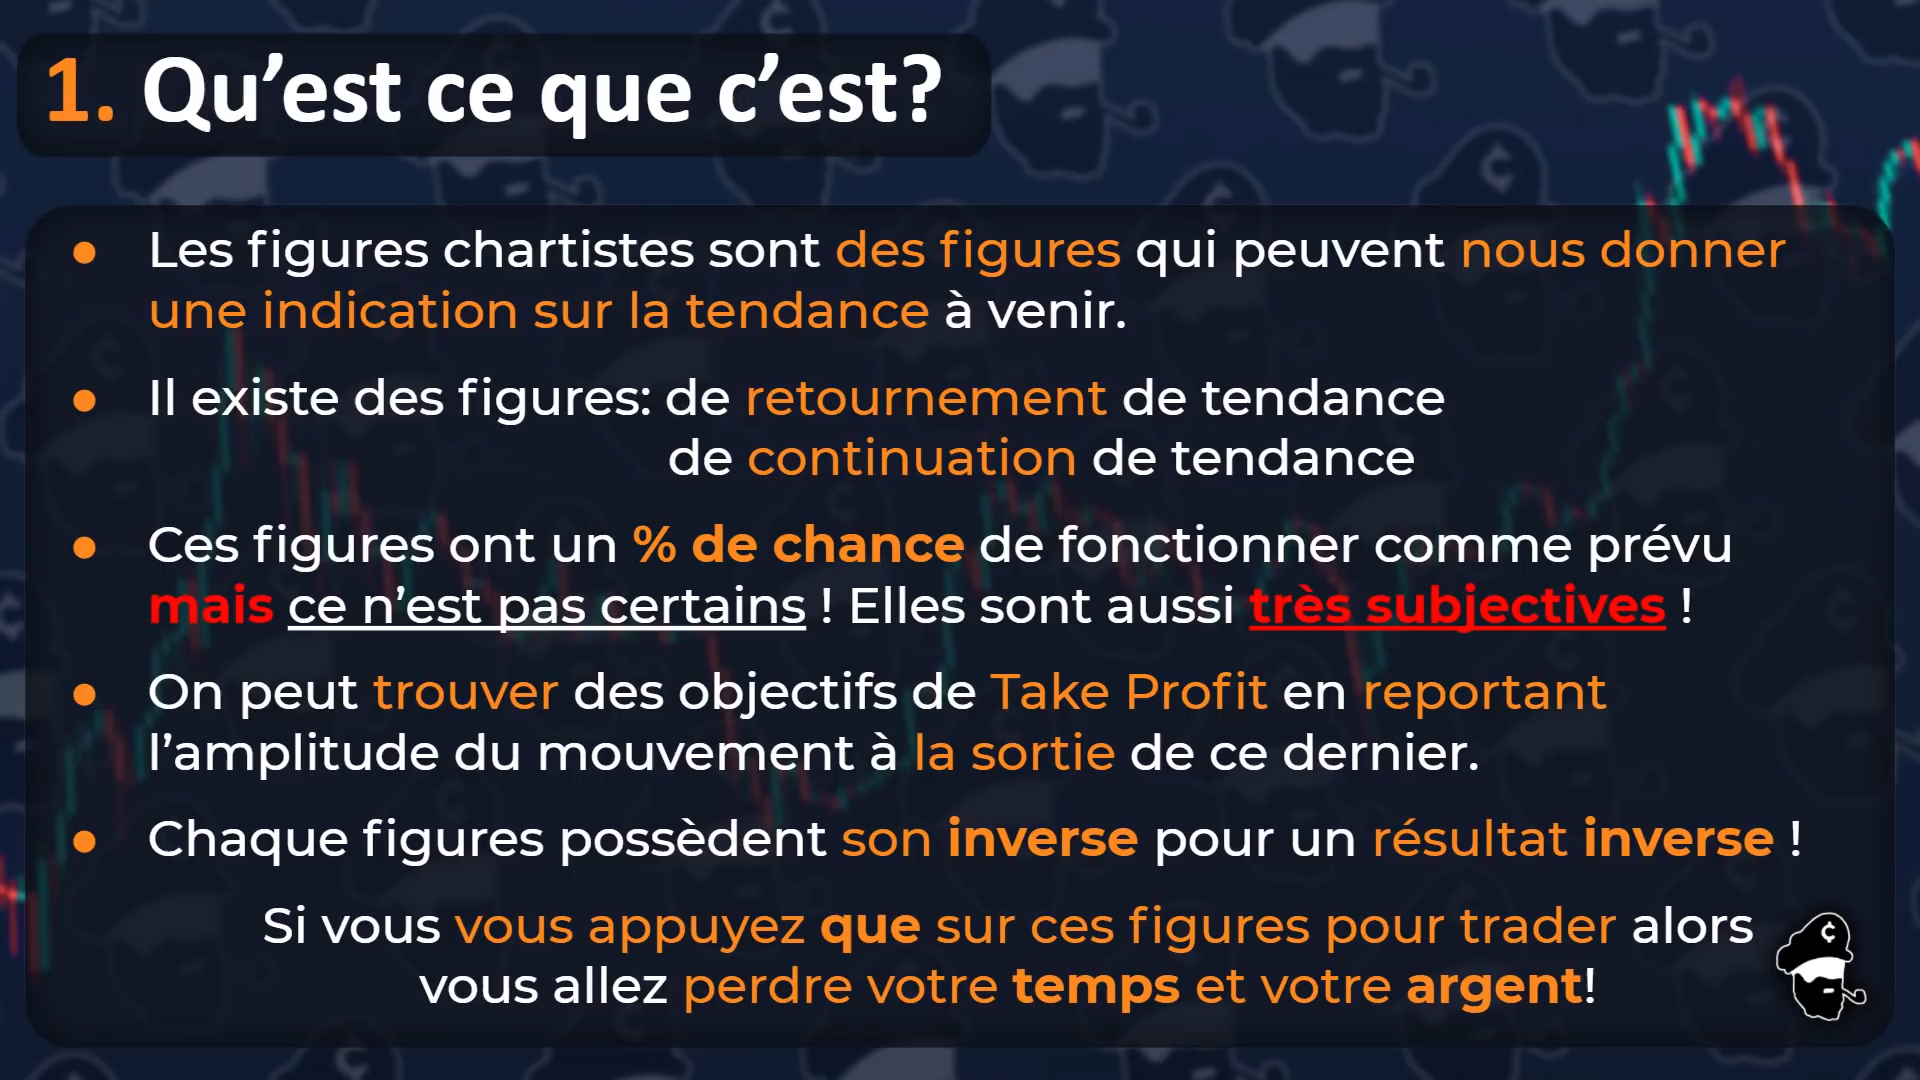 1. Qu’est ce que c’est?
● Les figures chartistes sont des figures qui peuvent nous donner
une indication sur la tendance à venir.
● Il existe des figures: de retournement de tendance
de continuation de tendance
● Ces figures ont un % de chance de fonctionner comme prévu
mais ce n’est pas certains ! Elles sont aussi très subjectives !
● On peut trouver des objectifs de Take Profit en reportant
l’amplitude du mouvement à la sortie de ce dernier.
● Chaque figures possèdent son inverse pour un résultat inverse !
Si vous vous appuyez que sur ces figures pour trader alors
vous allez perdre votre temps et votre argent!